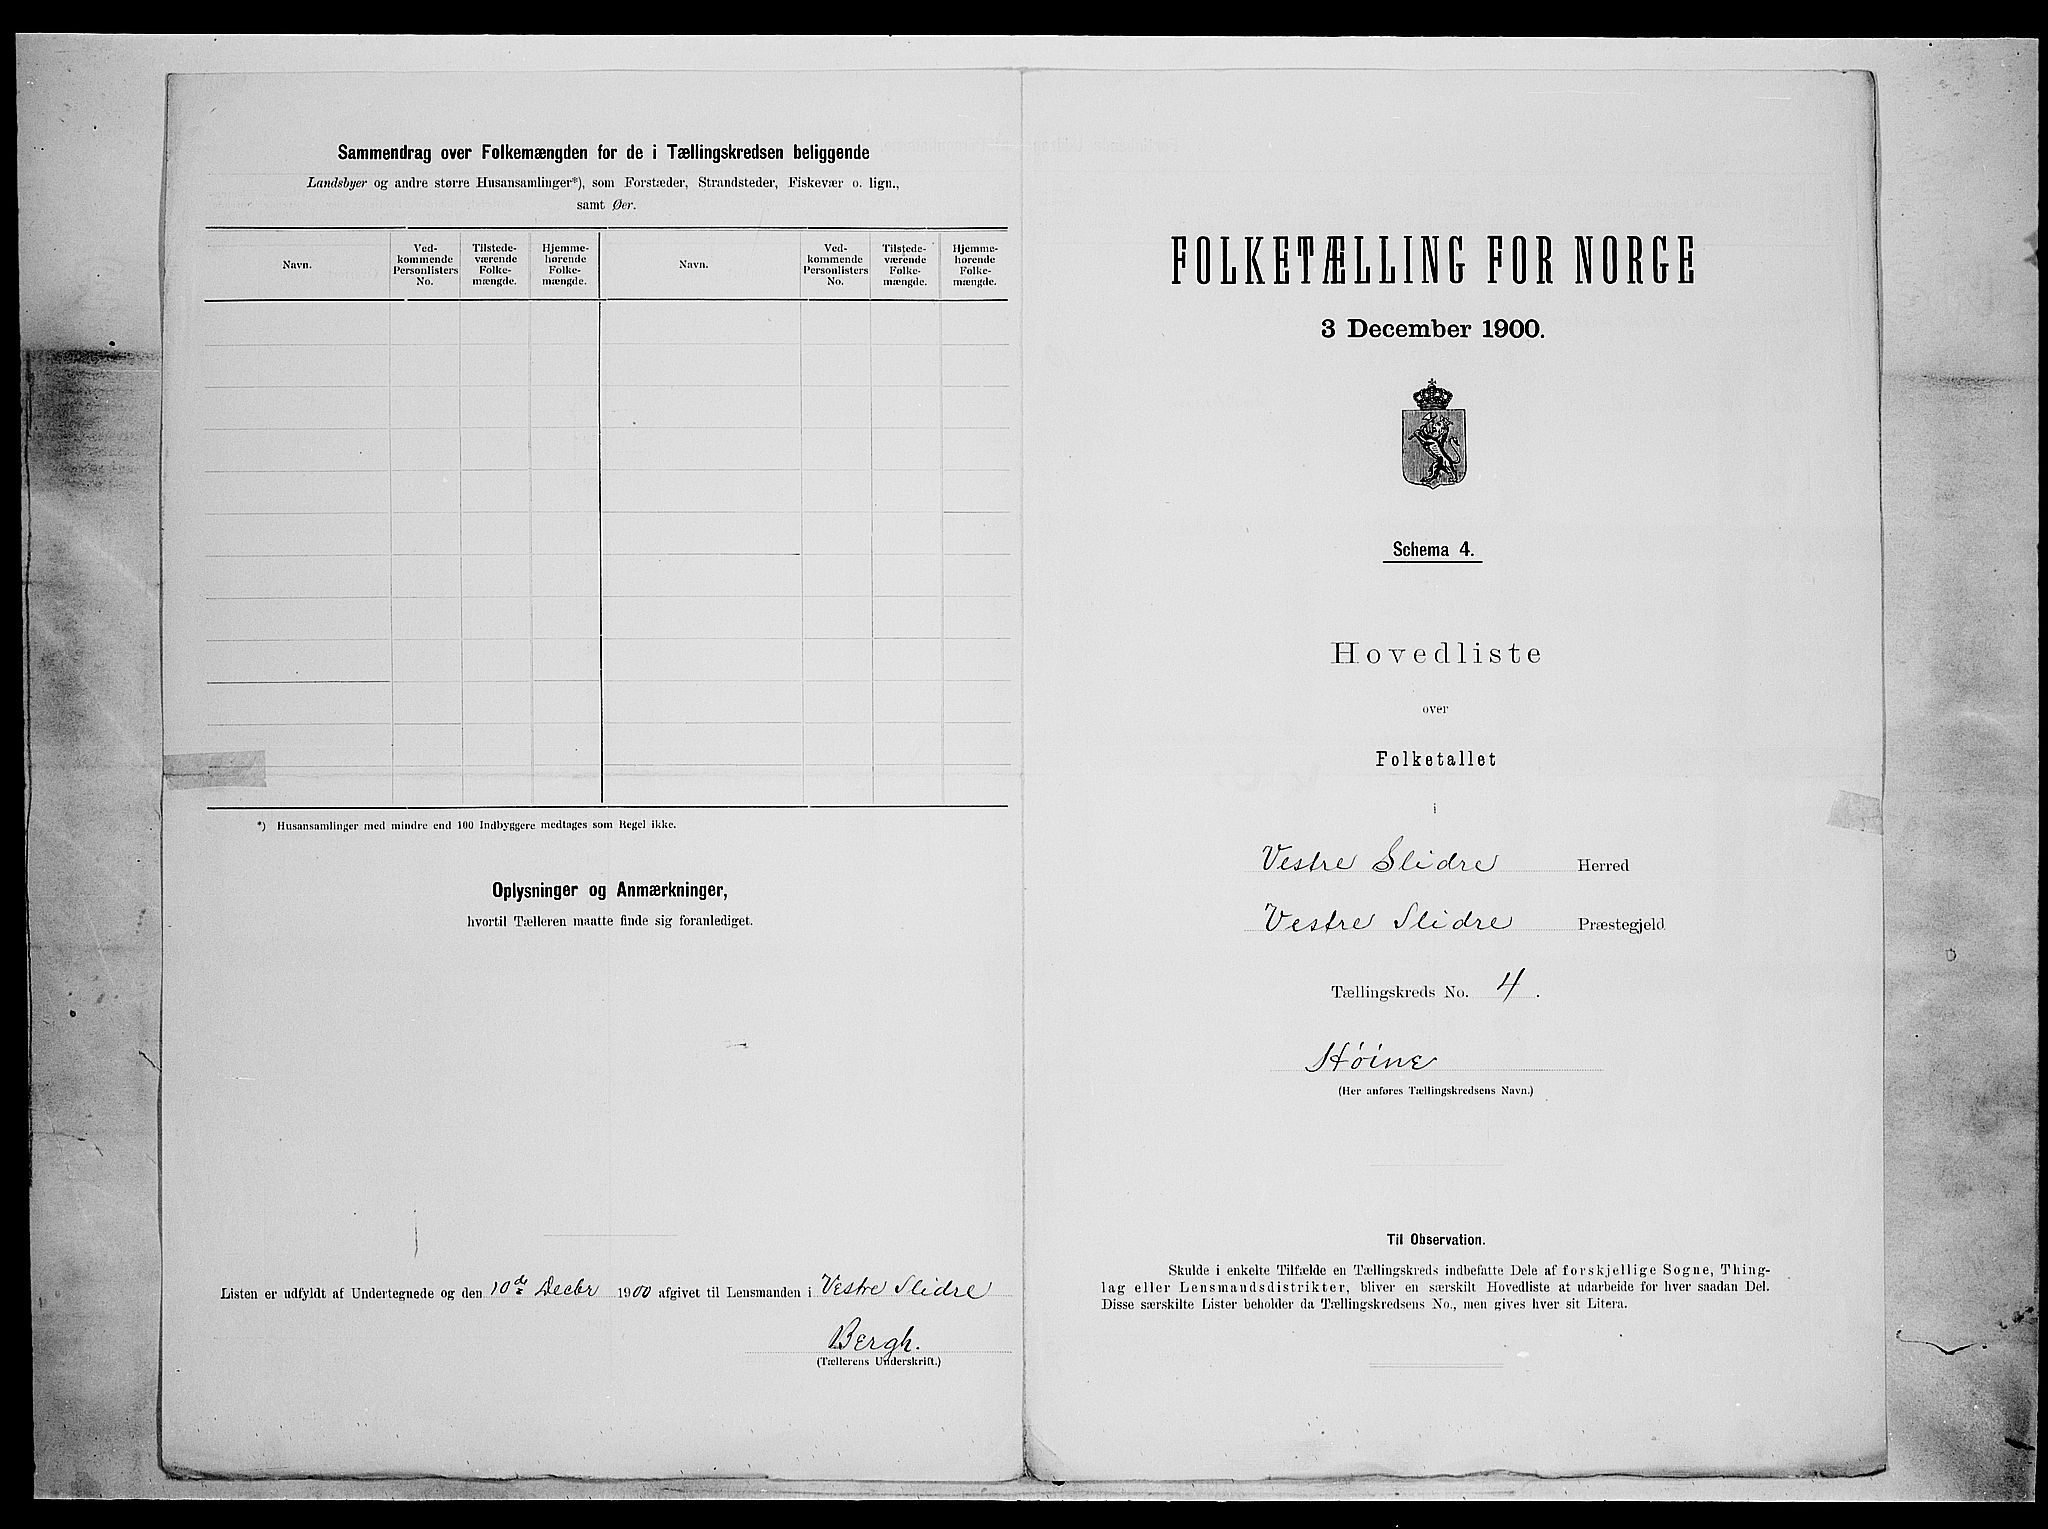 Sammendrag over Folkemængden for de i Tællingskredsen beliggende
Landsbyer og andre større Husansamlinger*), som Forstæder, Strandsteder, Fiskevær o. lign.,
samt Øer.
Navn.
Ved-
kommende
Personlisters
No.
Tilstede-
værende
Folke-
mængde.
Hjemme-
hørende
Folke-
mængde.
Navn.
Ved-
kommende
Personlisters
No.
Tilstede-
værende
Folke-
mængde.
Hjemme-
hørende
Folke-
mængde.
*) Husansamlinger med mindre end 100 Indbyggere medtages som Regel ikke.
Oplysninger og Anmærkninger,
hvortil Tælleren maatte finde sig foranlediget.
Listen er udfyldt af Undertegnede og den 10de Decbr 1900 afgivet til Lensmanden i Vestre Slidre
Bergh.
(Tællerens Underskrift.)
FOLKETÆLLING FOR NORGE
3 December 1900.
Schema 4.
Hovedliste
over
Folketallet
i
Vestre Slidre Herred
Vestre Slidre Præstegjeld
Tællingskreds No. 4.
Høine
(Her anføres Tællingskredsens Navn.)
Til Observation.
Skulde i enkelte Tilfælde en Tællingskreds indbefatte Dele af forskjellige Sogne, Thing-
lag eller Lensmandsdistrikter, bliver en særskilt Hovedliste at udarbeide for hver saadan Del.
Disse særskilte Lister beholder da Tællingskredsens No., men gives hver sit Litera.